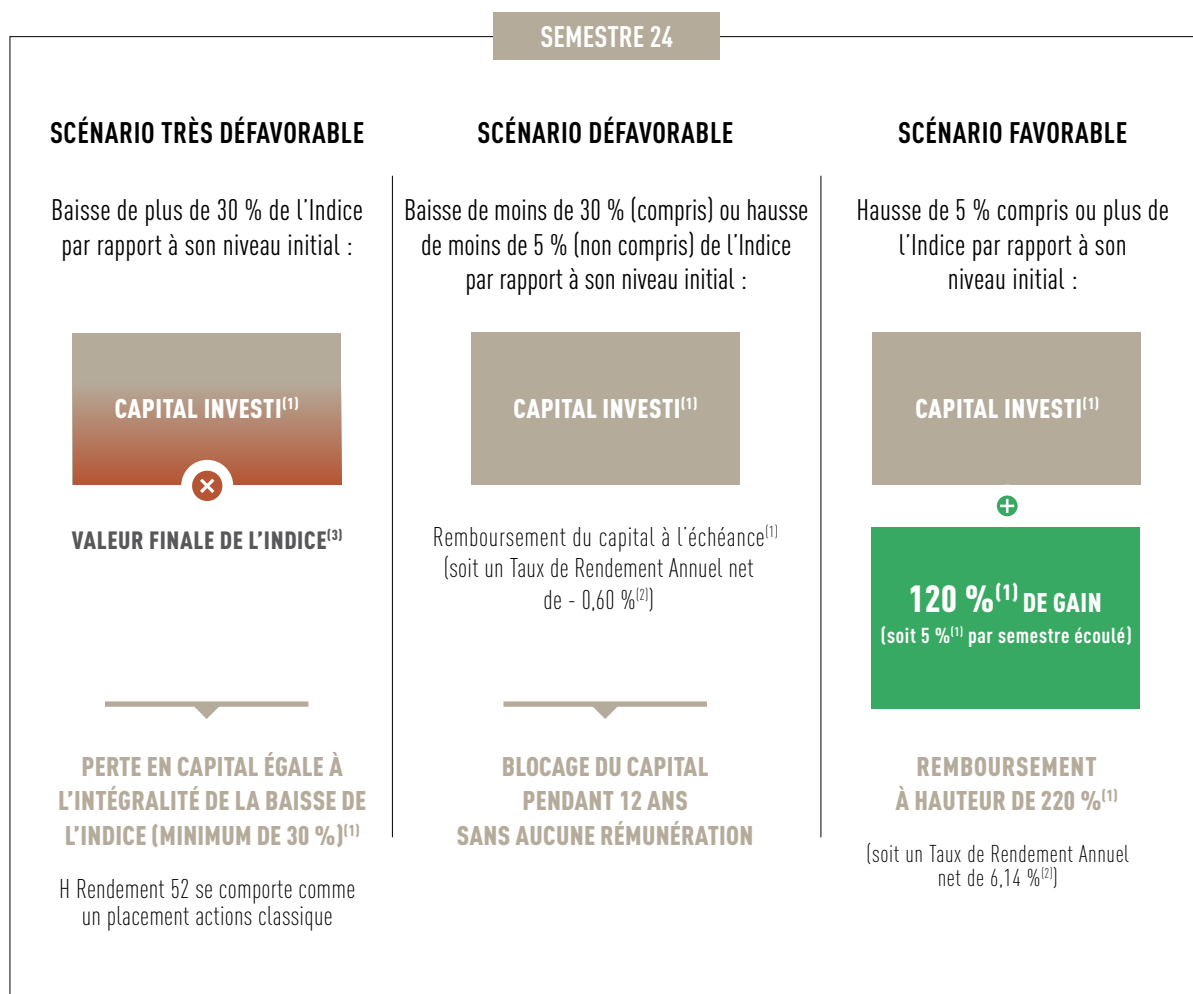 SEMESTRE 24
SCÉNARIO TRÈS DÉFAVORABLE
Baisse de plus de 30 % de l'Indice
par rapport à son niveau initial :
CAPITAL INVESTI(1)
VALEUR FINALE DE L'INDICE(3)
PERTE EN CAPITAL ÉGALE À
L'INTÉGRALITÉ DE LA BAISSE DE
L'INDICE (MINIMUM DE 30 %)(1)
H Rendement 52 se comporte comme
un placement actions classique
SCÉNARIO DÉFAVORABLE
Baisse de moins de 30 % (compris) ou hausse
de moins de 5 % (non compris) de l'Indice
par rapport à son niveau initial :
CAPITAL INVESTI(1)
Remboursement du capital à l'échéance(1)
(soit un Taux de Rendement Annuel net
de - 0,60 %(2))
BLOCAGE DU CAPITAL
PENDANT 12 ANS
SANS AUCUNE RÉMUNÉRATION
SCÉNARIO FAVORABLE
Hausse de 5 % compris ou plus de
l'Indice par rapport à son
niveau initial :
CAPITAL INVESTI(1)
120 %(1) DE GAIN
(soit 5 %(1) par semestre écoulé)
REMBOURSEMENT
À HAUTEUR DE 220 %(1)
(soit un Taux de Rendement Annuel
net de 6,14 %(2))